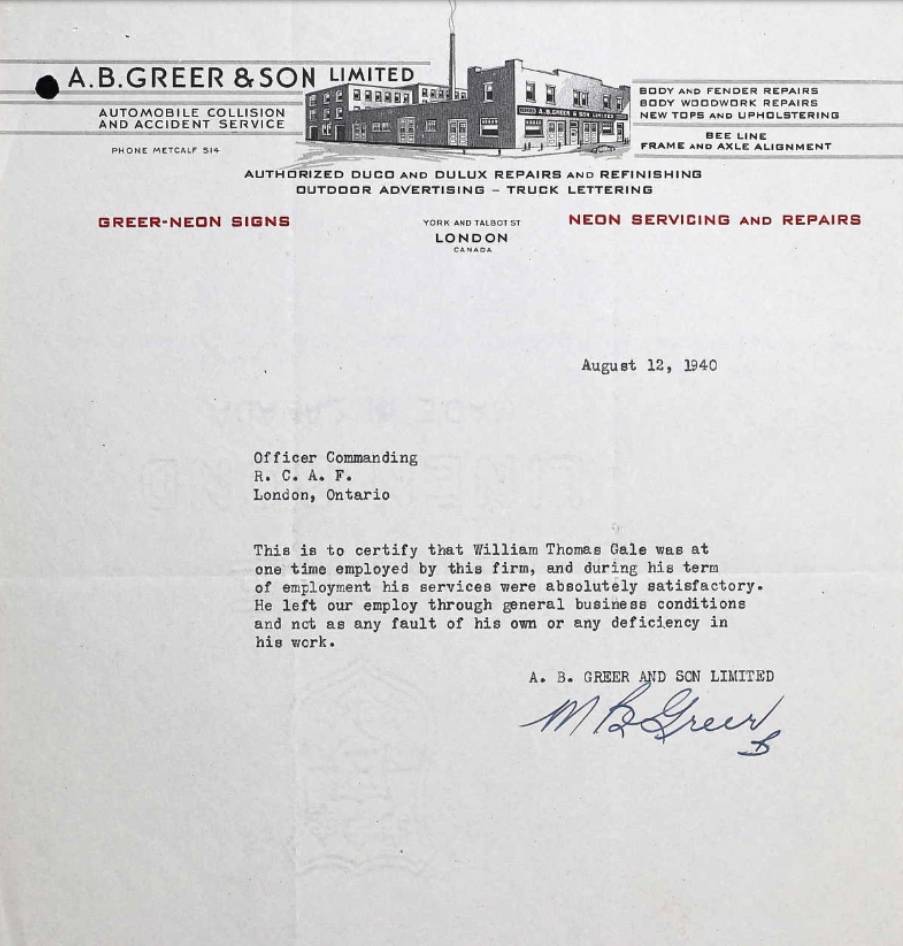 A.B. GREER & SON LIMITED
AUTOMOBILE COLLISION
AND ACCIDENT SERVICE
PHONE METCALF 514
A. B. GREER & SONS LIMITED
BODY AND FENDER REPAIRS
BODY WOODWORK REPAIRS
NEW TOPS AND UPHOLSTERING
BEE LINE
FRAME AND AXLE ALIGNMENT
AUTHORIZED DUCO AND DULUX REPAIRS AND REFINISHING
OUTDOOR ADVERTISING – TRUCK LETTERING
GREER-NEON SIGNS
YORK AND TALBOT ST
LONDON
CANADA
NEON SERVICING AND REPAIRS
August 12, 1940
Officer Commanding
R. C. A. F.
London, Ontario
This is to certify that William Thomas Gale was at
one time employed by this firm, and during his term
of employment his services were absolutely satisfactory.
He left our employ through general business conditions
and not as any fault of his own or any deficiency in
his work.
A. B. GREER AND SON LIMITED
M B Greer